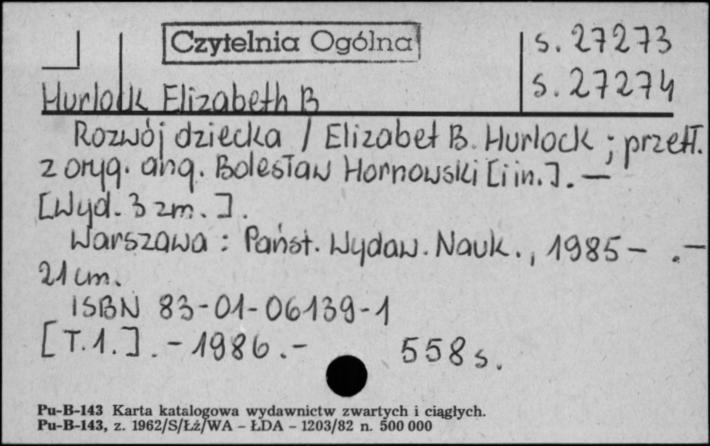 Czytelnia Ogólna
s. 27273
s. 27274
Hurlock Elizabeth B
Rozwój dziecka / Elizabet B. Hurlock ; przetł.
z oryg. ang. Bolesław Hornowski [i in.]. —
[Wyd. 3 zm.].
Warszawa : Państ. Wydaw. Nauk., 1985 - . —
21 cm.
ISBN 83-01-06139-1
[T.1.]. - 1986. - 558 s.
Pu-B-143 Karta katalogowa wydawnictw zwartych i ciągłych.
Pu-B-143, z. 1962/S/Łź/WA - ŁDA - 1203/82 n. 500 000